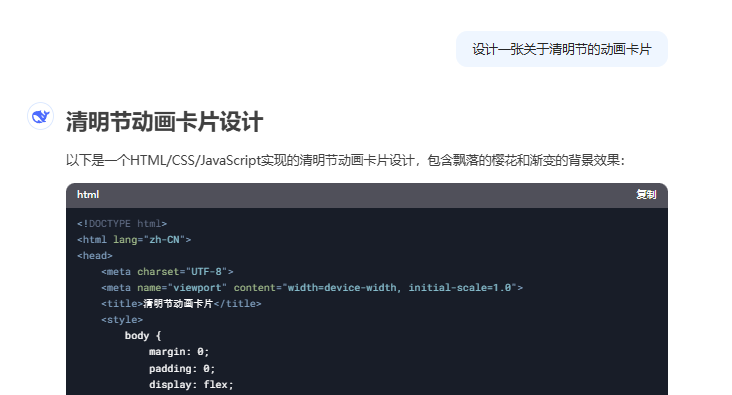 设计一张关于清明节的动画卡片
清明节动画卡片设计
以下是一个HTML/CSS/JavaScript实现的清明节动画卡片设计，包含飘落的樱花和渐变的背景效果：
html 复制
<!DOCTYPE html>
<html lang="zh-CN">
<head>
    <meta charset="UTF-8">
    <meta name="viewport" content="width=device-width, initial-scale=1.0">
    <title>清明节动画卡片</title>
    <style>
        body {
            margin: 0;
            padding: 0;
            display: flex;